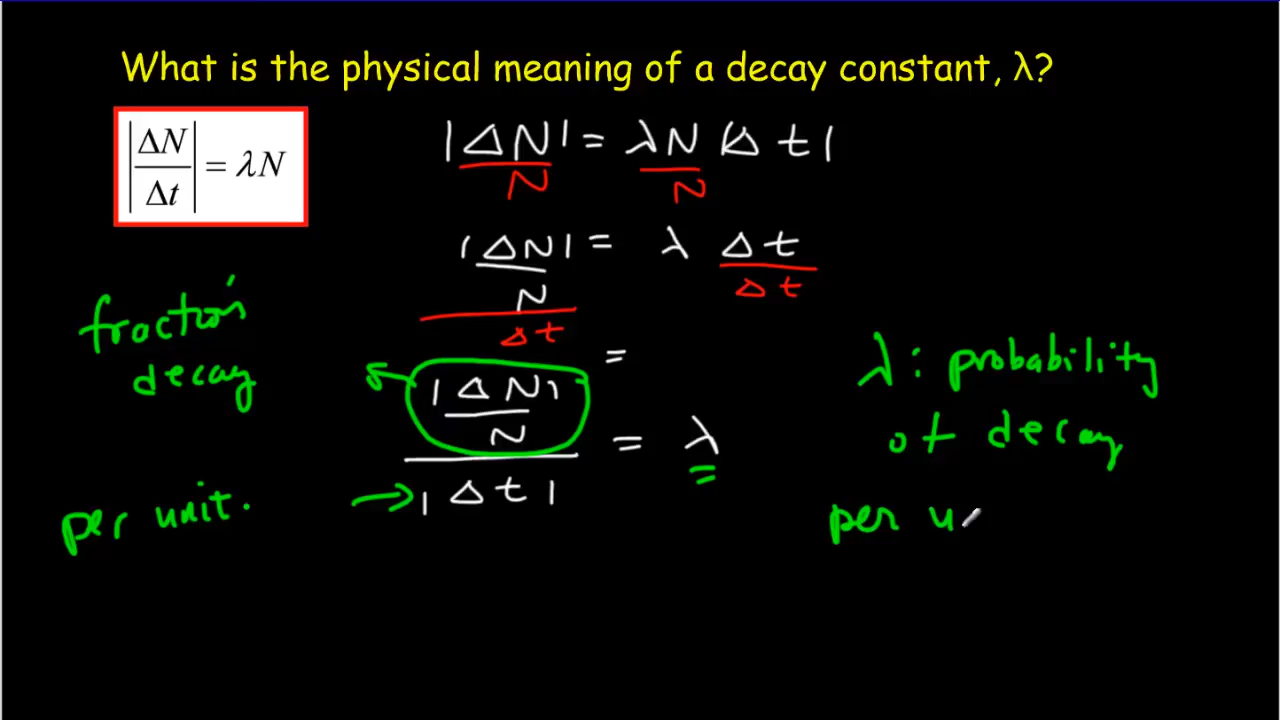 What is the physical meaning of a decay constant, λ?
|ΔN/Δt| = λN
|ΔN| = λN |Δt|
N N
|ΔN| = λ Δt
N Δt
Δt
=
|ΔN|
N = λ
|Δt|
fraction
decay
per unit.
λ: probability
of decay
per u